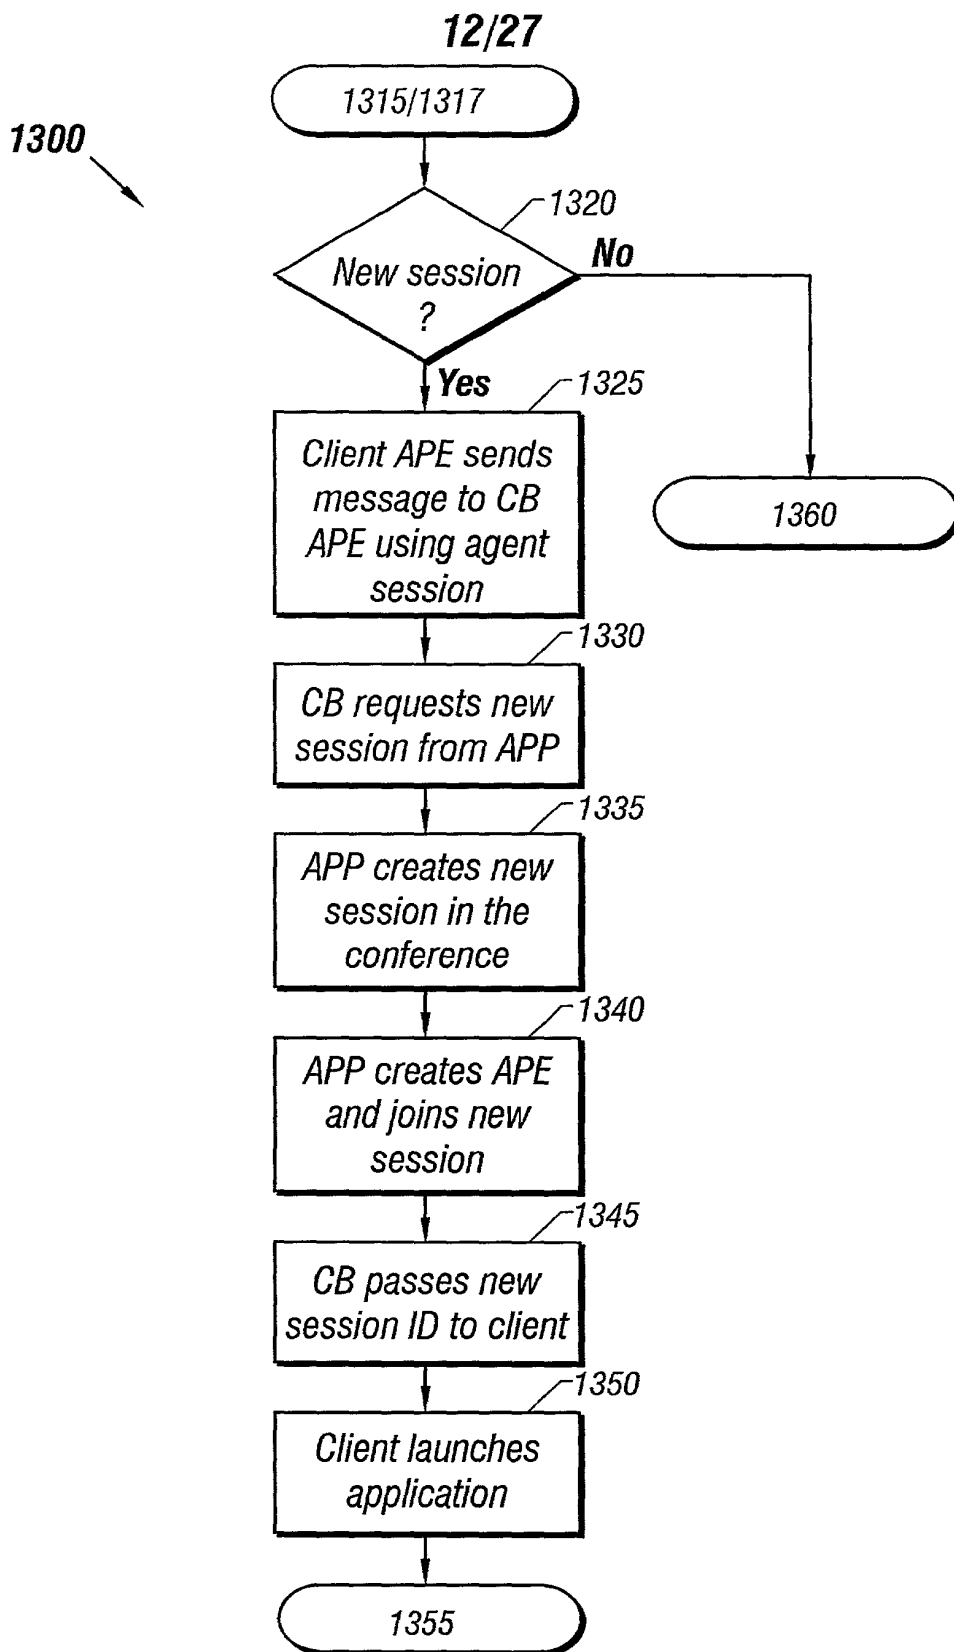 12/27
1315/1317
1300
1320
New session
?
No
Yes
1325
Client APE sends
message to CB
APE using agent
session
1360
1330
CB requests new
session from APP
1335
APP creates new
session in the
conference
1340
APP creates APE
and joins new
session
1345
CB passes new
session ID to client
1350
Client launches
application
1355